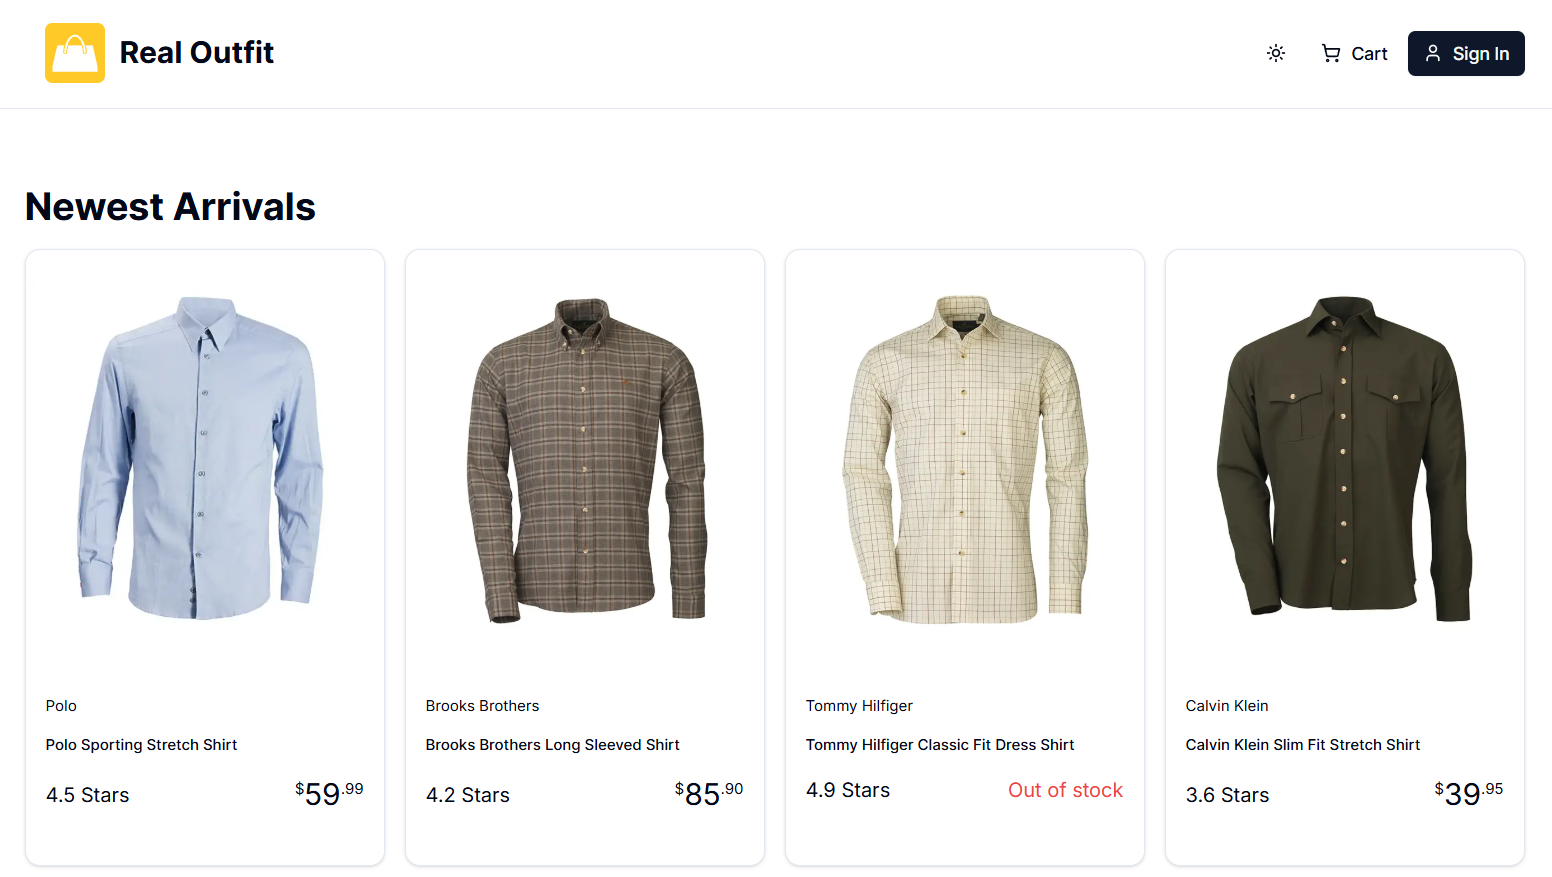 Real Outfit
Cart
Sign In
Newest Arrivals
Polo
Polo Sporting Stretch Shirt
4.5 Stars $59.99
Brooks Brothers
Brooks Brothers Long Sleeved Shirt
4.2 Stars $85.90
Tommy Hilfiger
Tommy Hilfiger Classic Fit Dress Shirt
4.9 Stars Out of stock
Calvin Klein
Calvin Klein Slim Fit Stretch Shirt
3.6 Stars $39.95